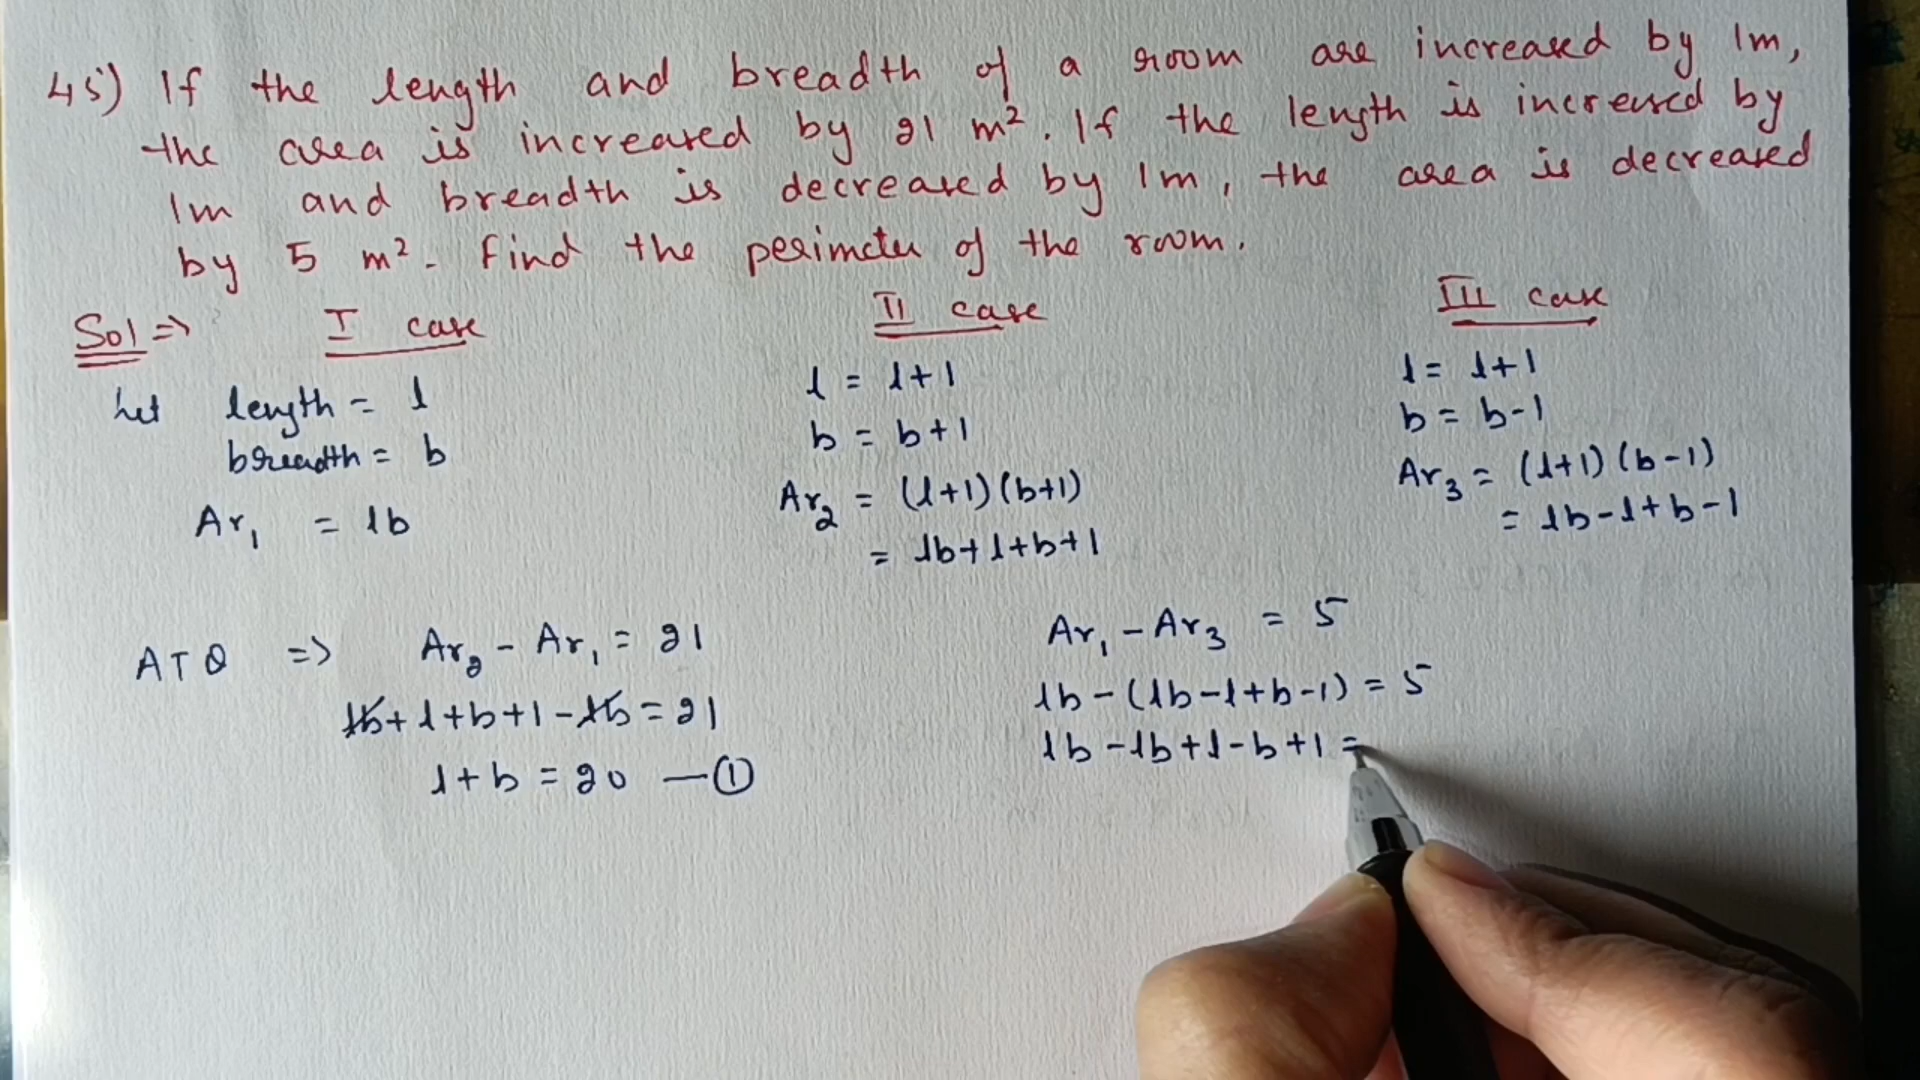 45) If the length and breadth of a room are increased by 1m,
the area is increased by 21 m². If the length is increased by
1m and breadth is decreased by 1m, the area is decreased
by 5 m². Find the perimeter of the room.
Sol => I case
Let length = l
breadth = b
Ar₁ = lb
II case
l = l+1
b = b+1
Ar₂ = (l+1)(b+1)
= lb+l+b+1
III case
l = l+1
b = b-1
Ar₃ = (l+1)(b-1)
= lb-l+b-1
ATQ => Ar₂ - Ar₁ = 21
lb+l+b+1-lb = 21
l+b = 20 —①
Ar₁ - Ar₃ = 5
lb-(lb-l+b-1) = 5
lb-lb+l-b+1 =